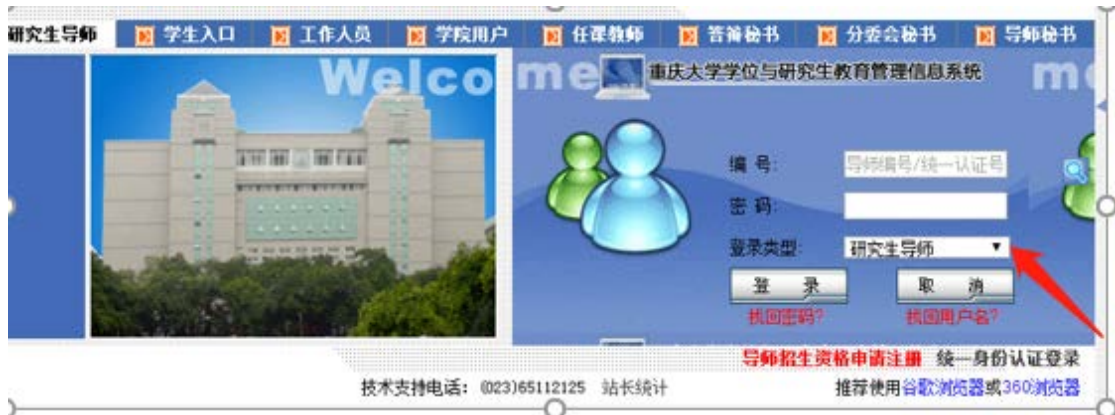 研究生导师 学生入口 工作人员 学院用户 任课教师 答辩秘书 分委会秘书 导师秘书
Welcome
重庆大学学位与研究生教育管理信息系统
编 号: 导师编号/统一认证号
密 码:
登录类型: 研究生导师
登 录 取 消
找回密码? 找回用户名?
导师招生资格申请注册 统一身份认证登录
技术支持电话: (023)65112125 站长统计 推荐使用谷歌浏览器或360浏览器